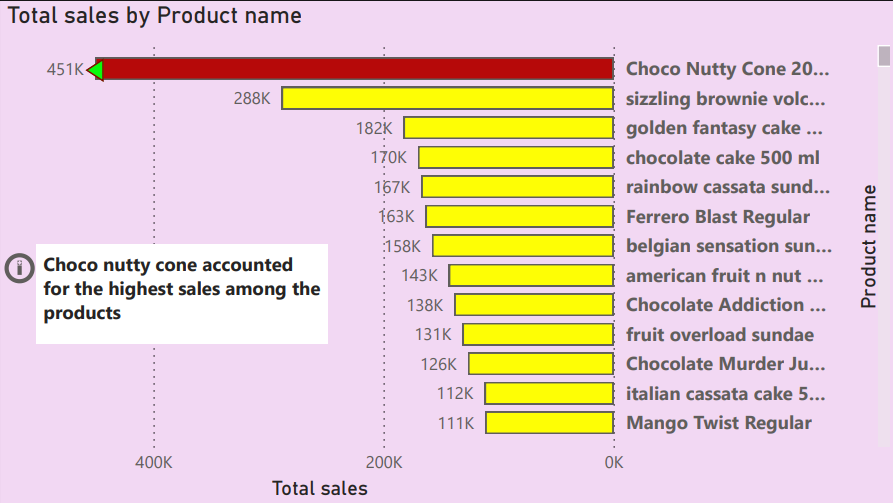 Total sales by Product name
451K Choco Nutty Cone 20...
288K sizzling brownie volc...
182K golden fantasy cake ...
170K chocolate cake 500 ml
167K rainbow cassata sund...
163K Ferrero Blast Regular
158K belgian sensation sun...
143K american fruit n nut ...
138K Chocolate Addiction ...
131K fruit overload sundae
126K Chocolate Murder Ju...
112K italian cassata cake 5...
111K Mango Twist Regular
Product name
Choco nutty cone accounted
for the highest sales among the
products
400K 200K 0K
Total sales